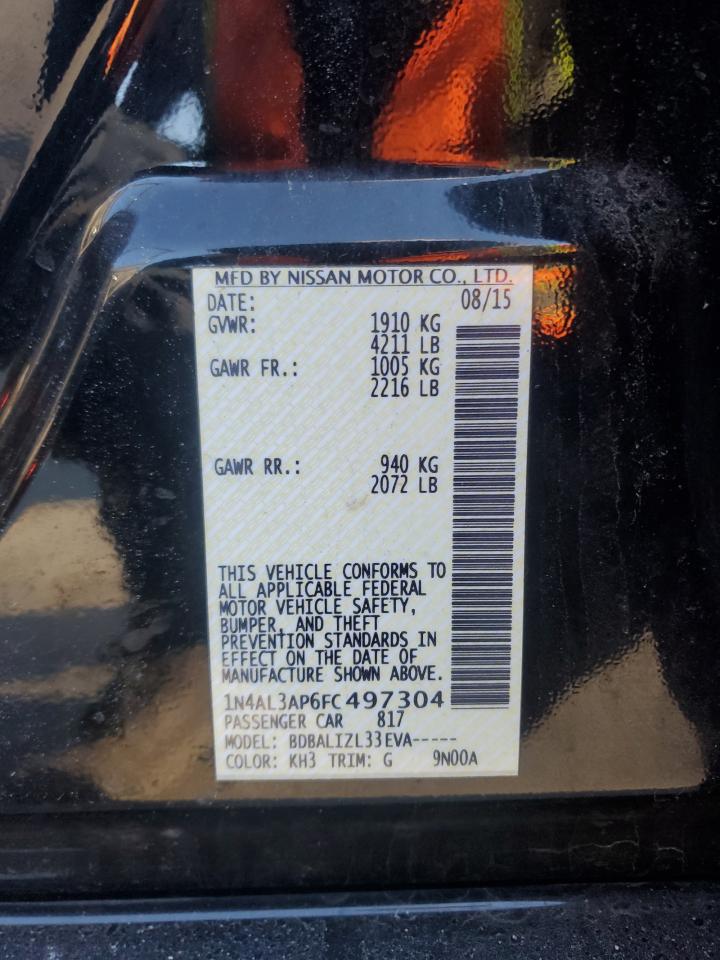 MFD BY NISSAN MOTOR CO., LTD.
DATE: 08/15
GVWR: 1910 KG
4211 LB
GAWR FR.: 1005 KG
2216 LB
GAWR RR.: 940 KG
2072 LB
THIS VEHICLE CONFORMS TO
ALL APPLICABLE FEDERAL
MOTOR VEHICLE SAFETY,
BUMPER, AND THEFT
PREVENTION STANDARDS IN
EFFECT ON THE DATE OF
MANUFACTURE SHOWN ABOVE.
1N4AL3AP6FC497304
PASSENGER CAR 817
MODEL: BDBALIZL33EVA-----
COLOR: KH3 TRIM: G 9N00A